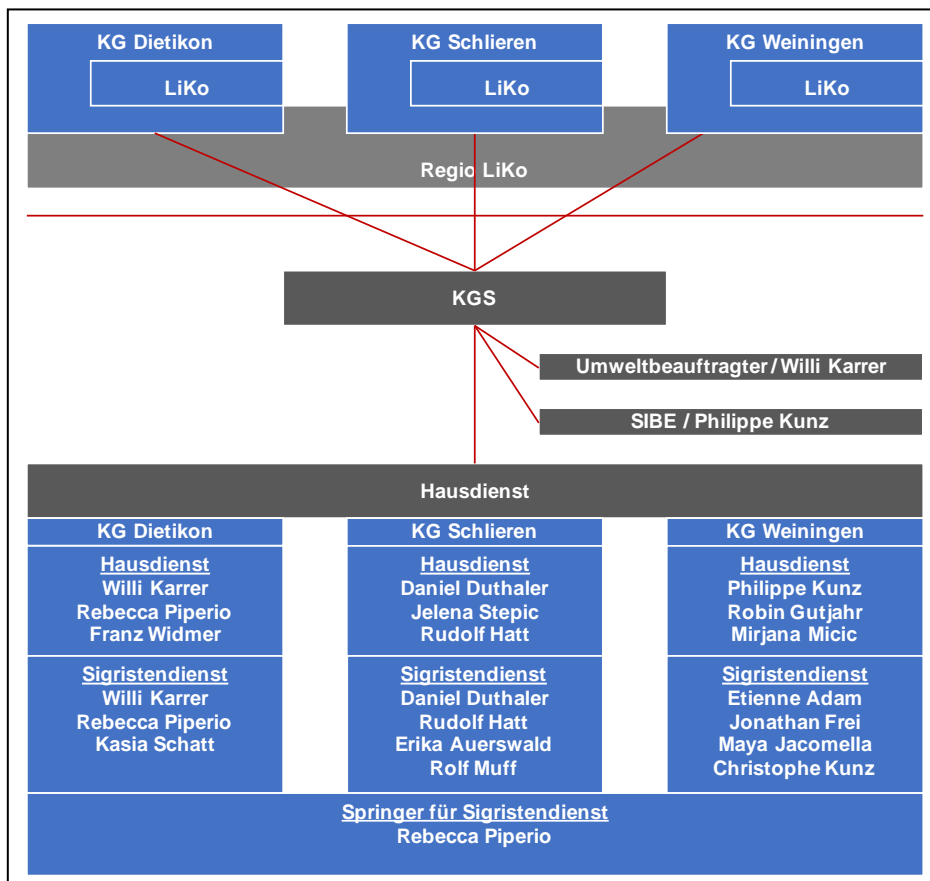 KG Dietikon
LiKo
KG Schlieren
LiKo
KG Weiningen
LiKo
Regio LiKo
KGS
Umweltbeauftragter / Willi Karrer
SIBE / Philippe Kunz
Hausdienst
KG Dietikon
Hausdienst
Willi Karrer
Rebecca Piperio
Franz Widmer
Sigristendienst
Willi Karrer
Rebecca Piperio
Kasia Schatt
KG Schlieren
Hausdienst
Daniel Duthaler
Jelena Stepic
Rudolf Hatt
Sigristendienst
Daniel Duthaler
Rudolf Hatt
Erika Auerswald
Rolf Muff
KG Weiningen
Hausdienst
Philippe Kunz
Robin Gutjahr
Mirjana Micic
Sigristendienst
Etienne Adam
Jonathan Frei
Maya Jacomella
Christophe Kunz
Springer für Sigristendienst
Rebecca Piperio